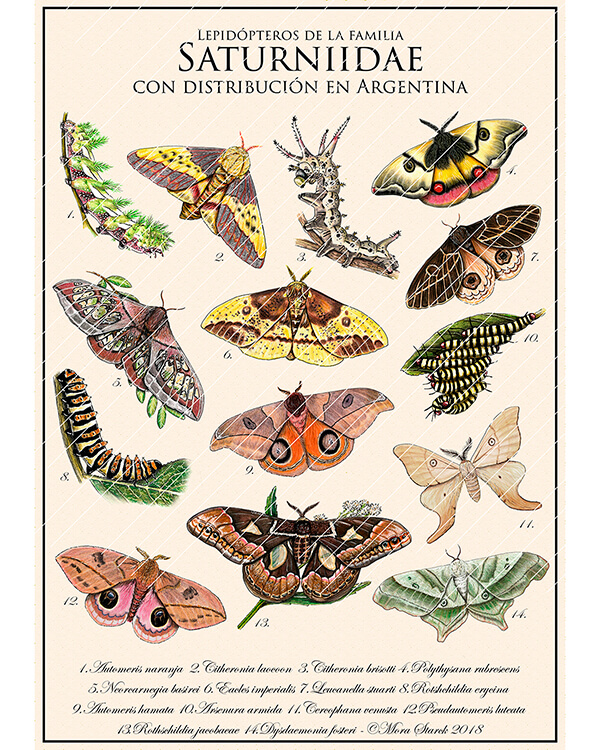 Lepidópteros de la familia
Saturniidae
con distribución en Argentina
1.
2.
3.
4.
7.
5.
6.
10.
8.
9.
11.
12.
13.
14.
1. Automeris naranja 2. Citheronia laocoon 3. Citheronia brisotti 4. Polythysana rubrescens
5. Neorcarnegia basirei 6. Eacles imperialis 7. Leucanella stuarti 8. Rotshchildia erycina
9. Automeris hamata 10. Arsenura armida 11. Cercophana venusta 12. Pseudautomeris luteata
13. Rothschildia jacobaeae 14. Dysdaemonia fosteri - ©Mora Starck 2018